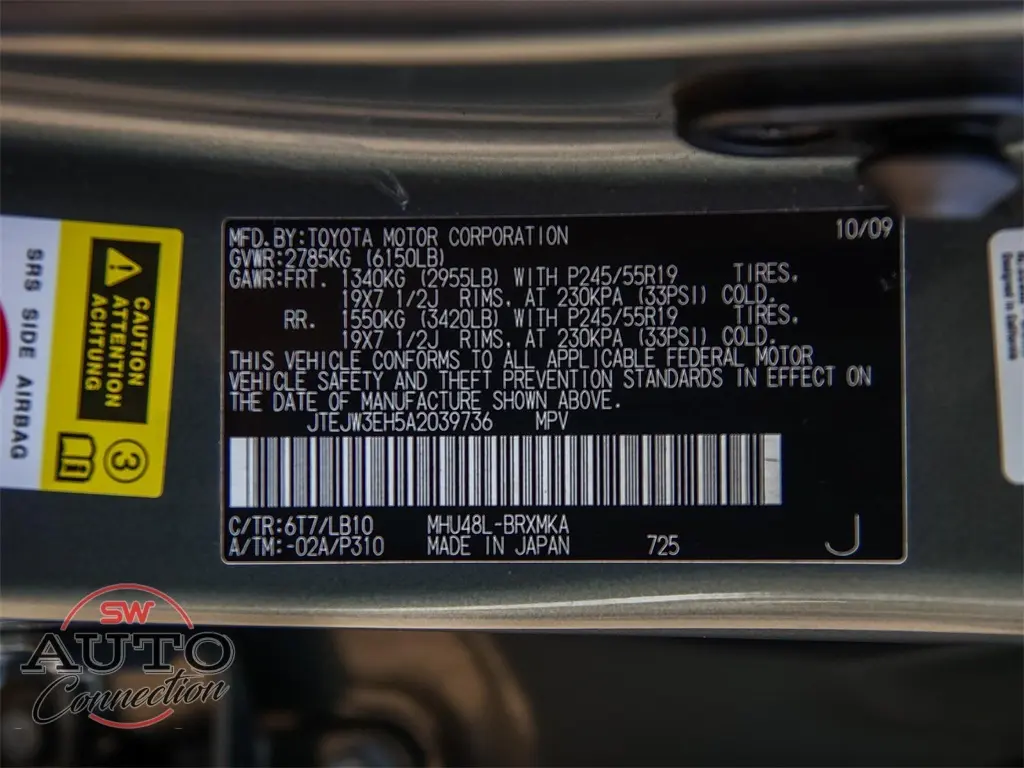 MFD. BY:TOYOTA MOTOR CORPORATION 10/09
GVWR:2785KG (6150LB)
GAWR:FRT. 1340KG (2955LB) WITH P245/55R19 TIRES.
19X7 1/2J RIMS. AT 230KPA (33PSI) COLD.
RR. 1550KG (3420LB) WITH P245/55R19 TIRES.
19X7 1/2J RIMS. AT 230KPA (33PSI) COLD.
THIS VEHICLE CONFORMS TO ALL APPLICABLE FEDERAL MOTOR
VEHICLE SAFETY AND THEFT PREVENTION STANDARDS IN EFFECT ON
THE DATE OF MANUFACTURE SHOWN ABOVE.
JTEJW3EH5A2039736 MPV
C/TR:6T7/LB10 MHU48L-BRXMKA
A/TM:-02A/P310 MADE IN JAPAN 725 J
CAUTION
ATTENTION
ACHTUNG
3
SRS SIDE AIRBAG
SW
AUTO
Connection